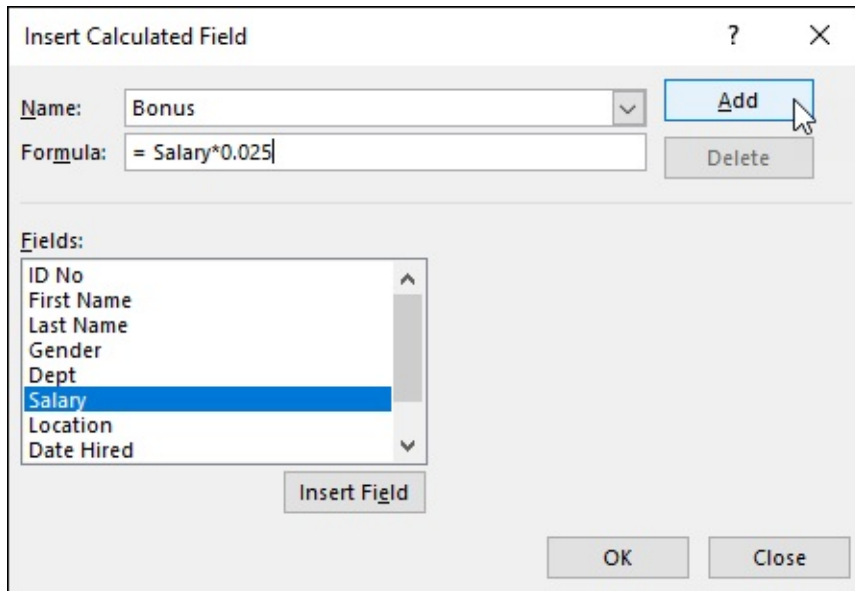 Insert Calculated Field ? ×
Name: Bonus Add
Formula: = Salary*0.025 Delete
Fields:
ID No
First Name
Last Name
Gender
Dept
Salary
Location
Date Hired
Insert Field
OK Close